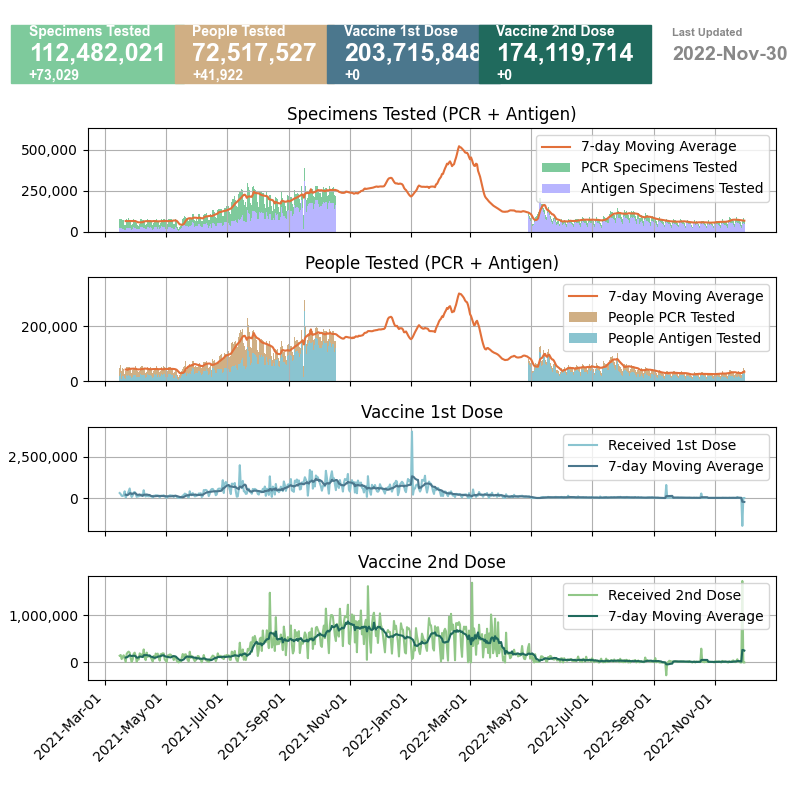 Specimens Tested
112,482,021
+73,029
People Tested
72,517,527
+41,922
Vaccine 1st Dose
203,715,848
+0
Vaccine 2nd Dose
174,119,714
+0
Last Updated
2022-Nov-30
Specimens Tested (PCR + Antigen)
500,000
250,000
0
7-day Moving Average
PCR Specimens Tested
Antigen Specimens Tested
People Tested (PCR + Antigen)
200,000
0
7-day Moving Average
People PCR Tested
People Antigen Tested
Vaccine 1st Dose
2,500,000
0
Received 1st Dose
7-day Moving Average
Vaccine 2nd Dose
1,000,000
0
Received 2nd Dose
7-day Moving Average
2021-Mar-01
2021-May-01
2021-Jul-01
2021-Sep-01
2021-Nov-01
2022-Jan-01
2022-Mar-01
2022-May-01
2022-Jul-01
2022-Sep-01
2022-Nov-01